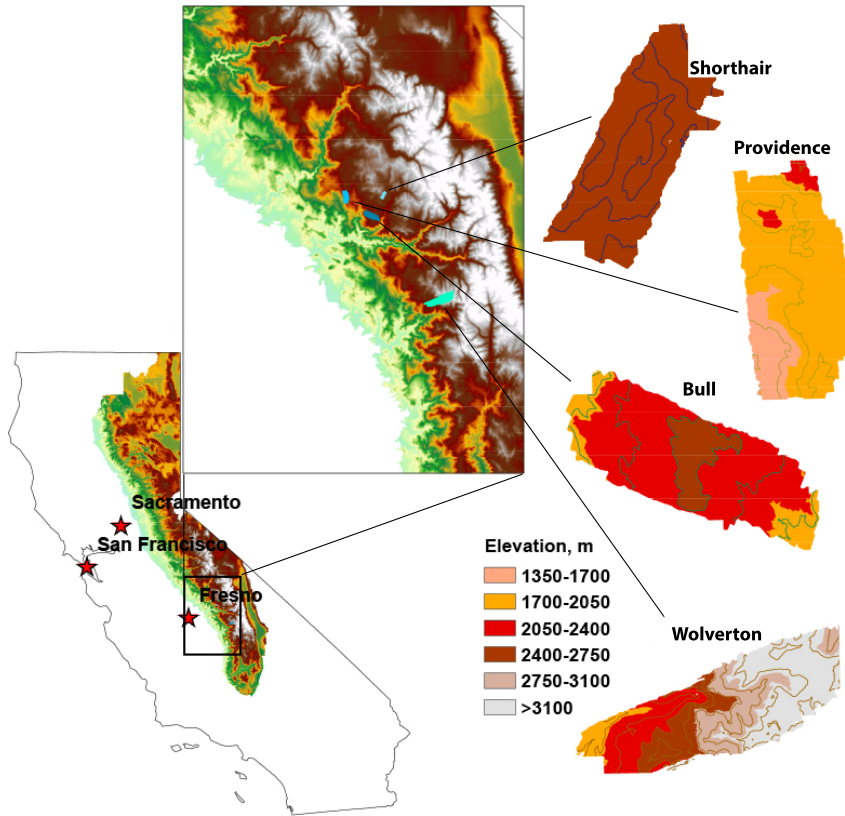 Shorthair
Providence
Bull
Sacramento
San Francisco
Fresno
Elevation, m
1350-1700
1700-2050
2050-2400
2400-2750
2750-3100
>3100
Wolverton